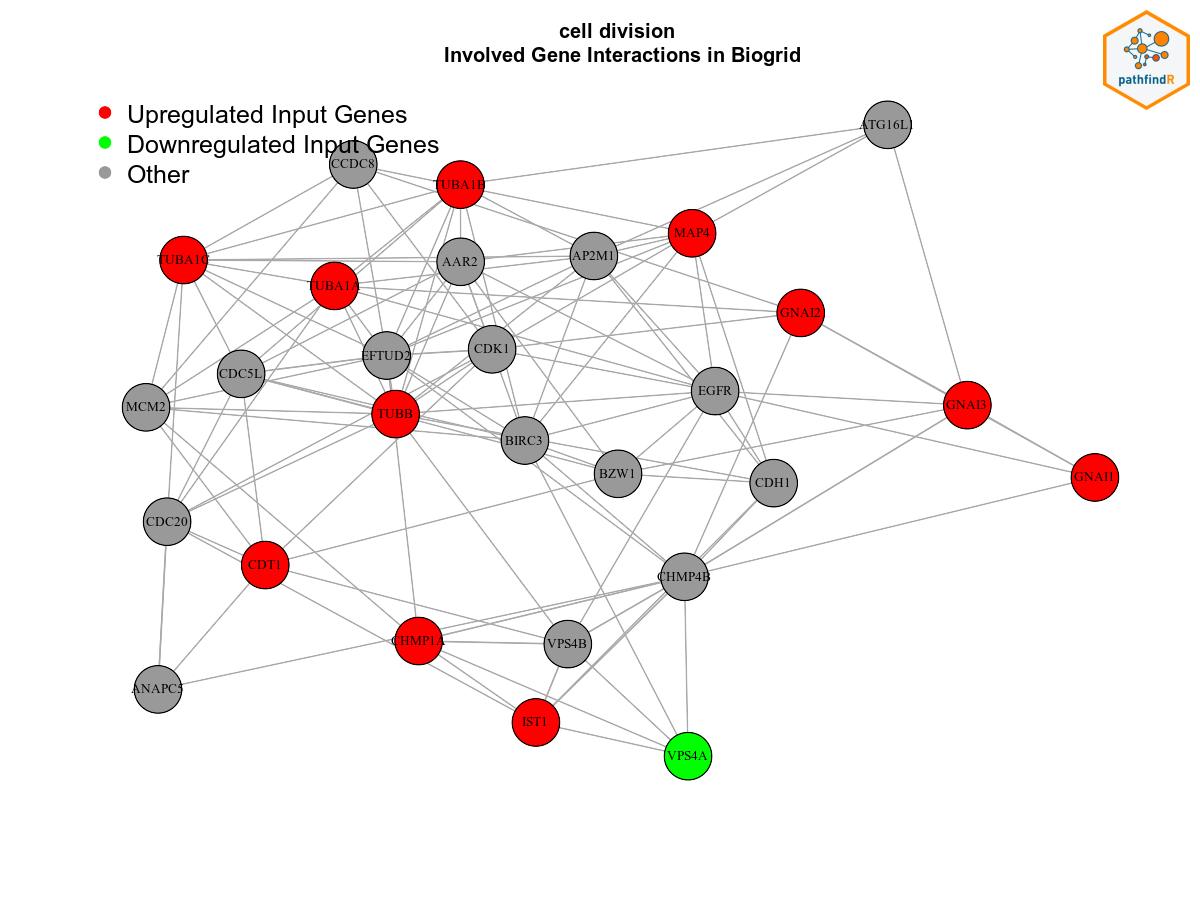 cell division
Involved Gene Interactions in Biogrid
pathfindR
Upregulated Input Genes
Downregulated Input Genes
Other
ATG16L1
CCDC8
TUBA1B
MAP4
TUBA1C
AAR2
AP2M1
TUBA1A
GNAI2
CDK1
EFTUD2
CDC5L
EGFR
MCM2
TUBB
GNAI3
BIRC3
BZW1
CDH1
GNAI1
CDC20
CDT1
CHMP4B
CHMP1A
VPS4B
ANAPC5
IST1
VPS4A